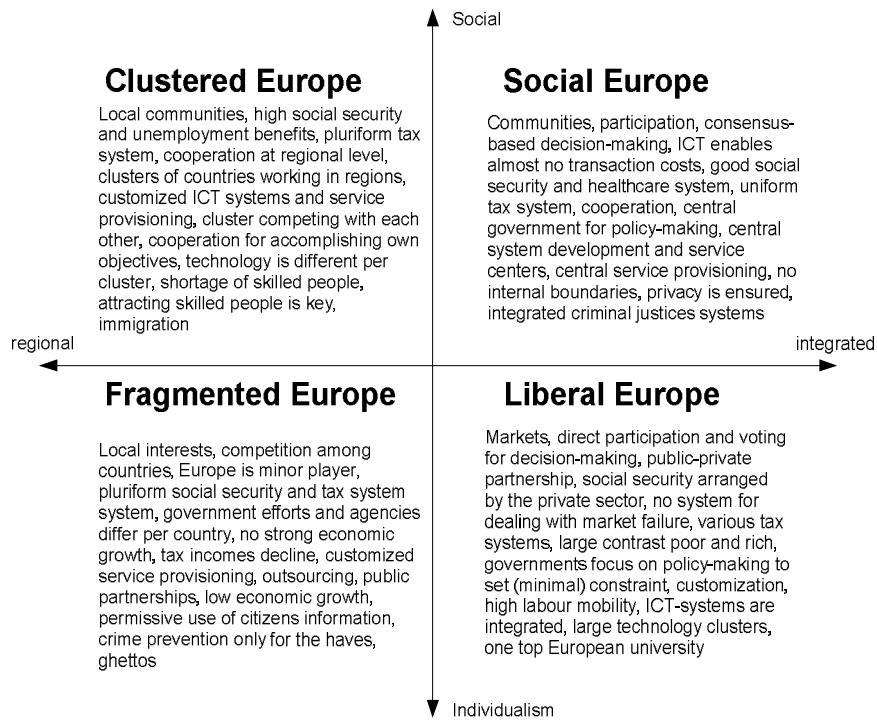 Social
Clustered Europe
Local communities, high social security
and unemployment benefits, pluriform tax
system, cooperation at regional level,
clusters of countries working in regions,
customized ICT systems and service
provisioning, cluster competing with each
other, cooperation for accomplishing own
objectives, technology is different per
cluster, shortage of skilled people,
attracting skilled people is key,
immigration
Social Europe
Communities, participation, consensus-
based decision-making, ICT enables
almost no transaction costs, good social
security and healthcare system, uniform
tax system, cooperation, central
government for policy-making, central
system development and service
centers, central service provisioning, no
internal boundaries, privacy is ensured,
integrated criminal justices systems
regional
integrated
Fragmented Europe
Local interests, competition among
countries, Europe is minor player,
pluriform social security and tax system
system, government efforts and agencies
differ per country, no strong economic
growth, tax incomes decline, customized
service provisioning, outsourcing, public
partnerships, low economic growth,
permissive use of citizens information,
crime prevention only for the haves,
ghettos
Liberal Europe
Markets, direct participation and voting
for decision-making, public-private
partnership, social security arranged
by the private sector, no system for
dealing with market failure, various tax
systems, large contrast poor and rich,
governments focus on policy-making to
set (minimal) constraint, customization,
high labour mobility, ICT-systems are
integrated, large technology clusters,
one top European university
Individualism